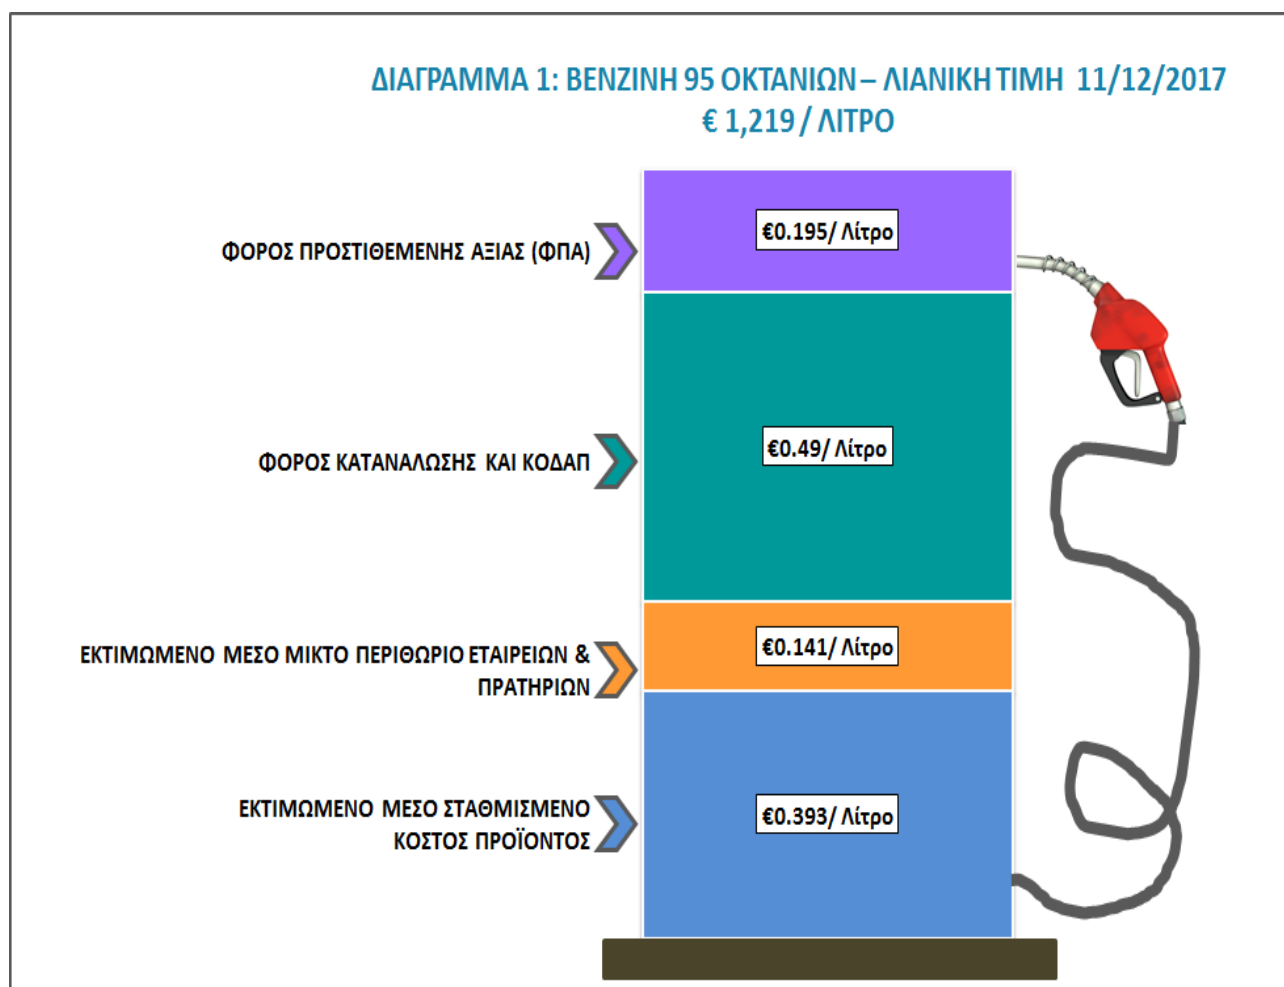 ΔΙΑΓΡΑΜΜΑ 1: ΒΕΝΖΙΝΗ 95 ΟΚΤΑΝΙΩΝ – ΛΙΑΝΙΚΗ ΤΙΜΗ 11/12/2017
€ 1,219 / ΛΙΤΡΟ
€0.195/ Λίτρο
ΦΟΡΟΣ ΠΡΟΣΤΙΘΕΜΕΝΗΣ ΑΞΙΑΣ (ΦΠΑ)
€0.49/ Λίτρο
ΦΟΡΟΣ ΚΑΤΑΝΑΛΩΣΗΣ ΚΑΙ ΚΟΔΑΠ
€0.141/ Λίτρο
ΕΚΤΙΜΩΜΕΝΟ ΜΕΣΟ ΜΙΚΤΟ ΠΕΡΙΘΩΡΙΟ ΕΤΑΙΡΕΙΩΝ &
ΠΡΑΤΗΡΙΩΝ
€0.393/ Λίτρο
ΕΚΤΙΜΩΜΕΝΟ ΜΕΣΟ ΣΤΑΘΜΙΣΜΕΝΟ
ΚΟΣΤΟΣ ΠΡΟΪΟΝΤΟΣ